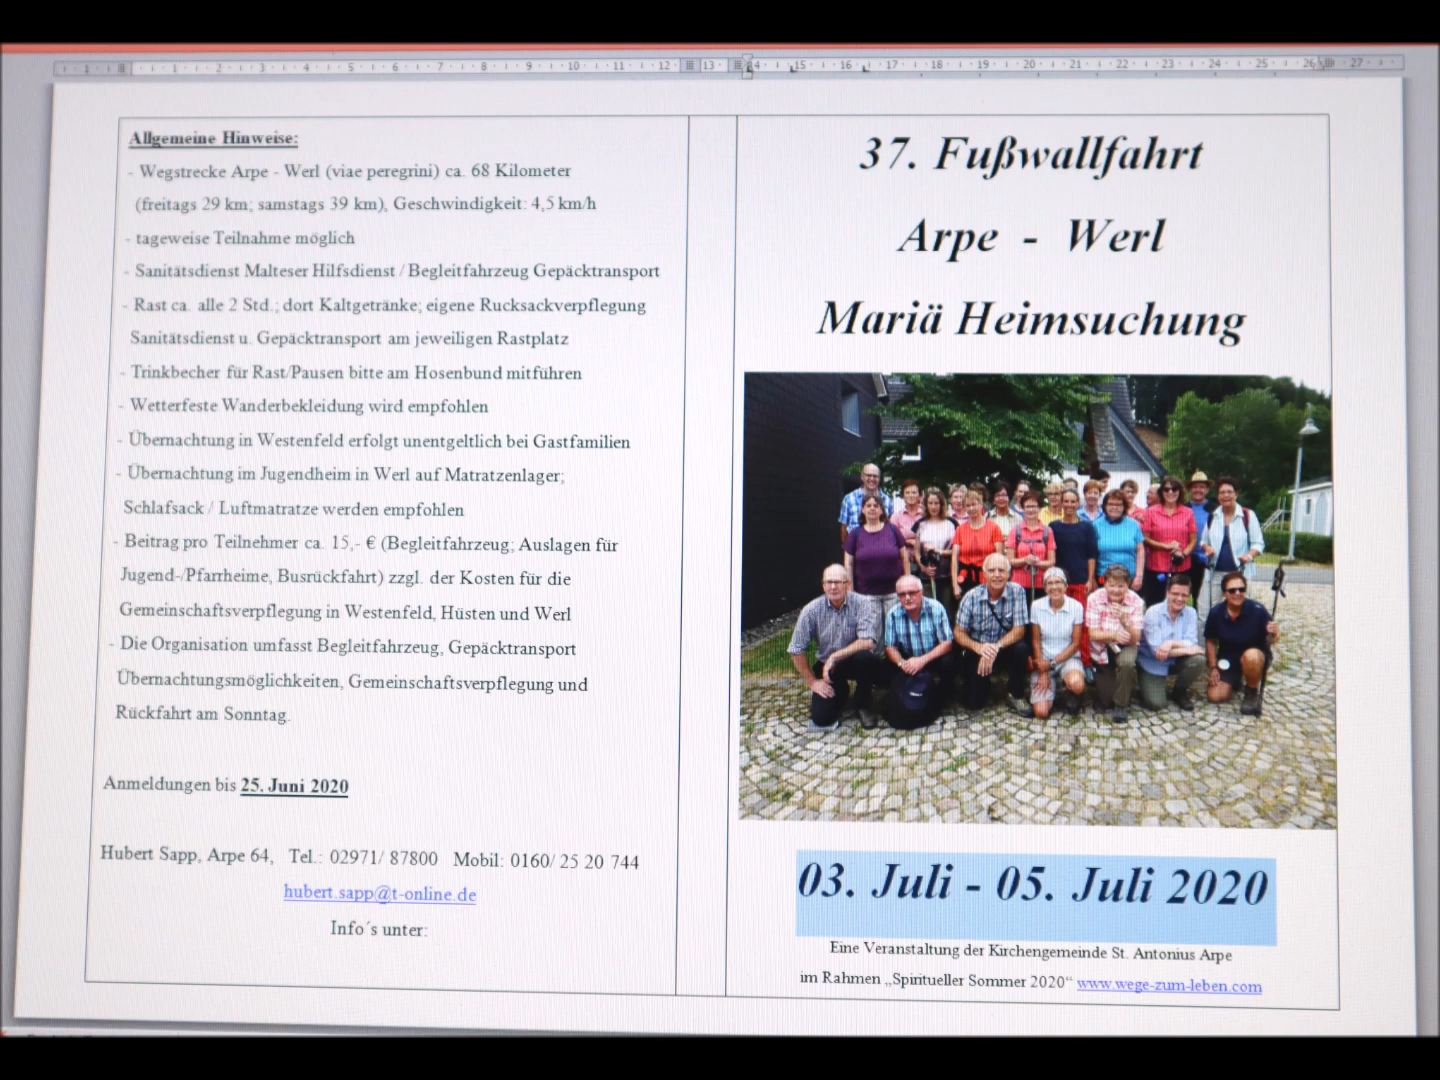 Allgemeine Hinweise:
- Wegstrecke Arpe - Werl (viae peregrini) ca. 68 Kilometer
(freitags 29 km; samstags 39 km), Geschwindigkeit: 4,5 km/h
- tageweise Teilnahme möglich
- Sanitätsdienst Malteser Hilfsdienst / Begleitfahrzeug Gepäcktransport
- Rast ca. alle 2 Std.; dort Kaltgetränke; eigene Rucksackverpflegung
Sanitätsdienst u. Gepäcktransport am jeweiligen Rastplatz
- Trinkbecher für Rast/Pausen bitte am Hosenbund mitführen
- Wetterfeste Wanderbekleidung wird empfohlen
- Übernachtung in Westenfeld erfolgt unentgeltlich bei Gastfamilien
- Übernachtung im Jugendheim in Werl auf Matratzenlager;
Schlafsack / Luftmatratze werden empfohlen
- Beitrag pro Teilnehmer ca. 15,- € (Begleitfahrzeug; Auslagen für
Jugend-/Pfarrheime, Busrückfahrt) zzgl. der Kosten für die
Gemeinschaftsverpflegung in Westenfeld, Hüsten und Werl
- Die Organisation umfasst Begleitfahrzeug, Gepäcktransport
Übernachtungsmöglichkeiten, Gemeinschaftsverpflegung und
Rückfahrt am Sonntag.
Anmeldungen bis 25. Juni 2020
Hubert Sapp, Arpe 64, Tel.: 02971/ 87800 Mobil: 0160/ 25 20 744
hubert.sapp@t-online.de
Info´s unter:
37. Fußwallfahrt
Arpe - Werl
Mariä Heimsuchung
03. Juli - 05. Juli 2020
Eine Veranstaltung der Kirchengemeinde St. Antonius Arpe
im Rahmen „Spiritueller Sommer 2020“ www.wege-zum-leben.com